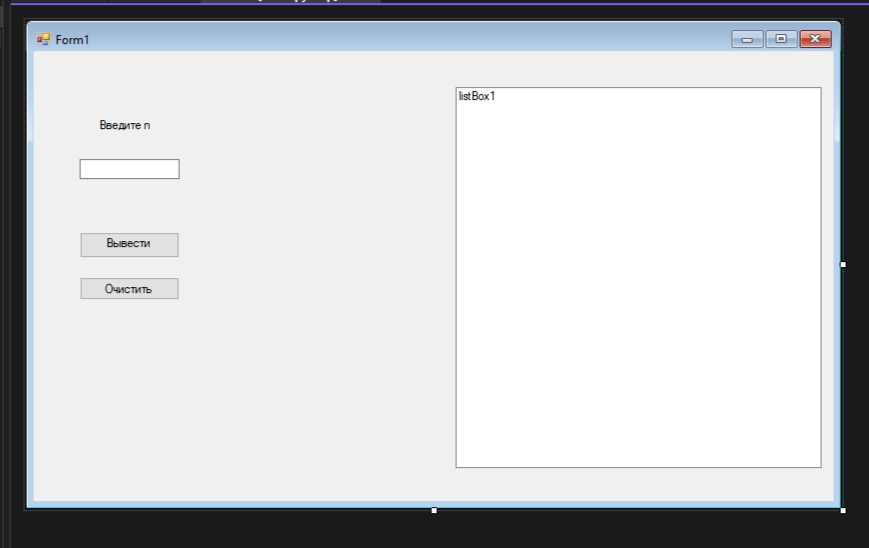 Form1
listBox1
Введите n
Вывести
Очистить